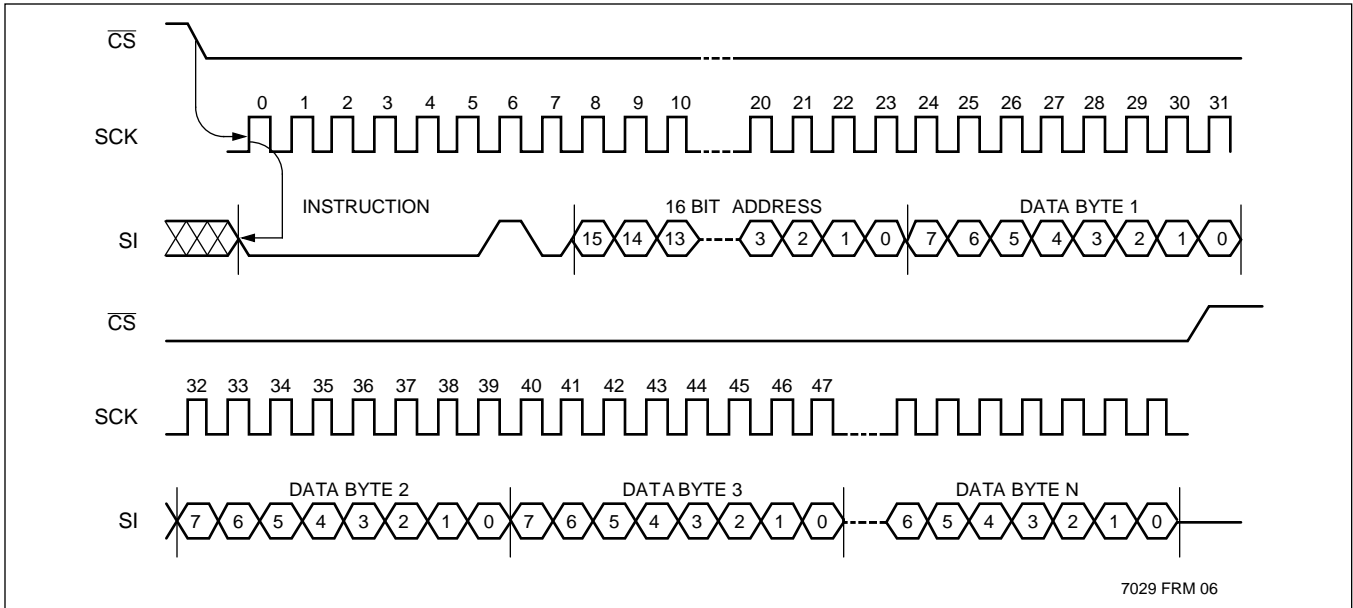 CS
0 1 2 3 4 5 6 7 8 9 10 20 21 22 23 24 25 26 27 28 29 30 31
SCK
INSTRUCTION 16 BIT ADDRESS DATA BYTE 1
SI 15 14 13 3 2 1 0 7 6 5 4 3 2 1 0
CS
32 33 34 35 36 37 38 39 40 41 42 43 44 45 46 47
SCK
DATA BYTE 2 DATA BYTE 3 DATA BYTE N
SI 7 6 5 4 3 2 1 0 7 6 5 4 3 2 1 0 6 5 4 3 2 1 0
7029 FRM 06